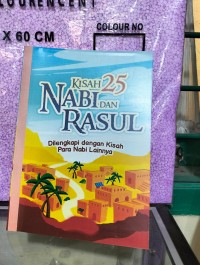 COLOUR NO
X 60 CM
KISAH 25
NABI DAN
RASUL
Dilengkapi dengan Kisah
Para Nabi Lainnya